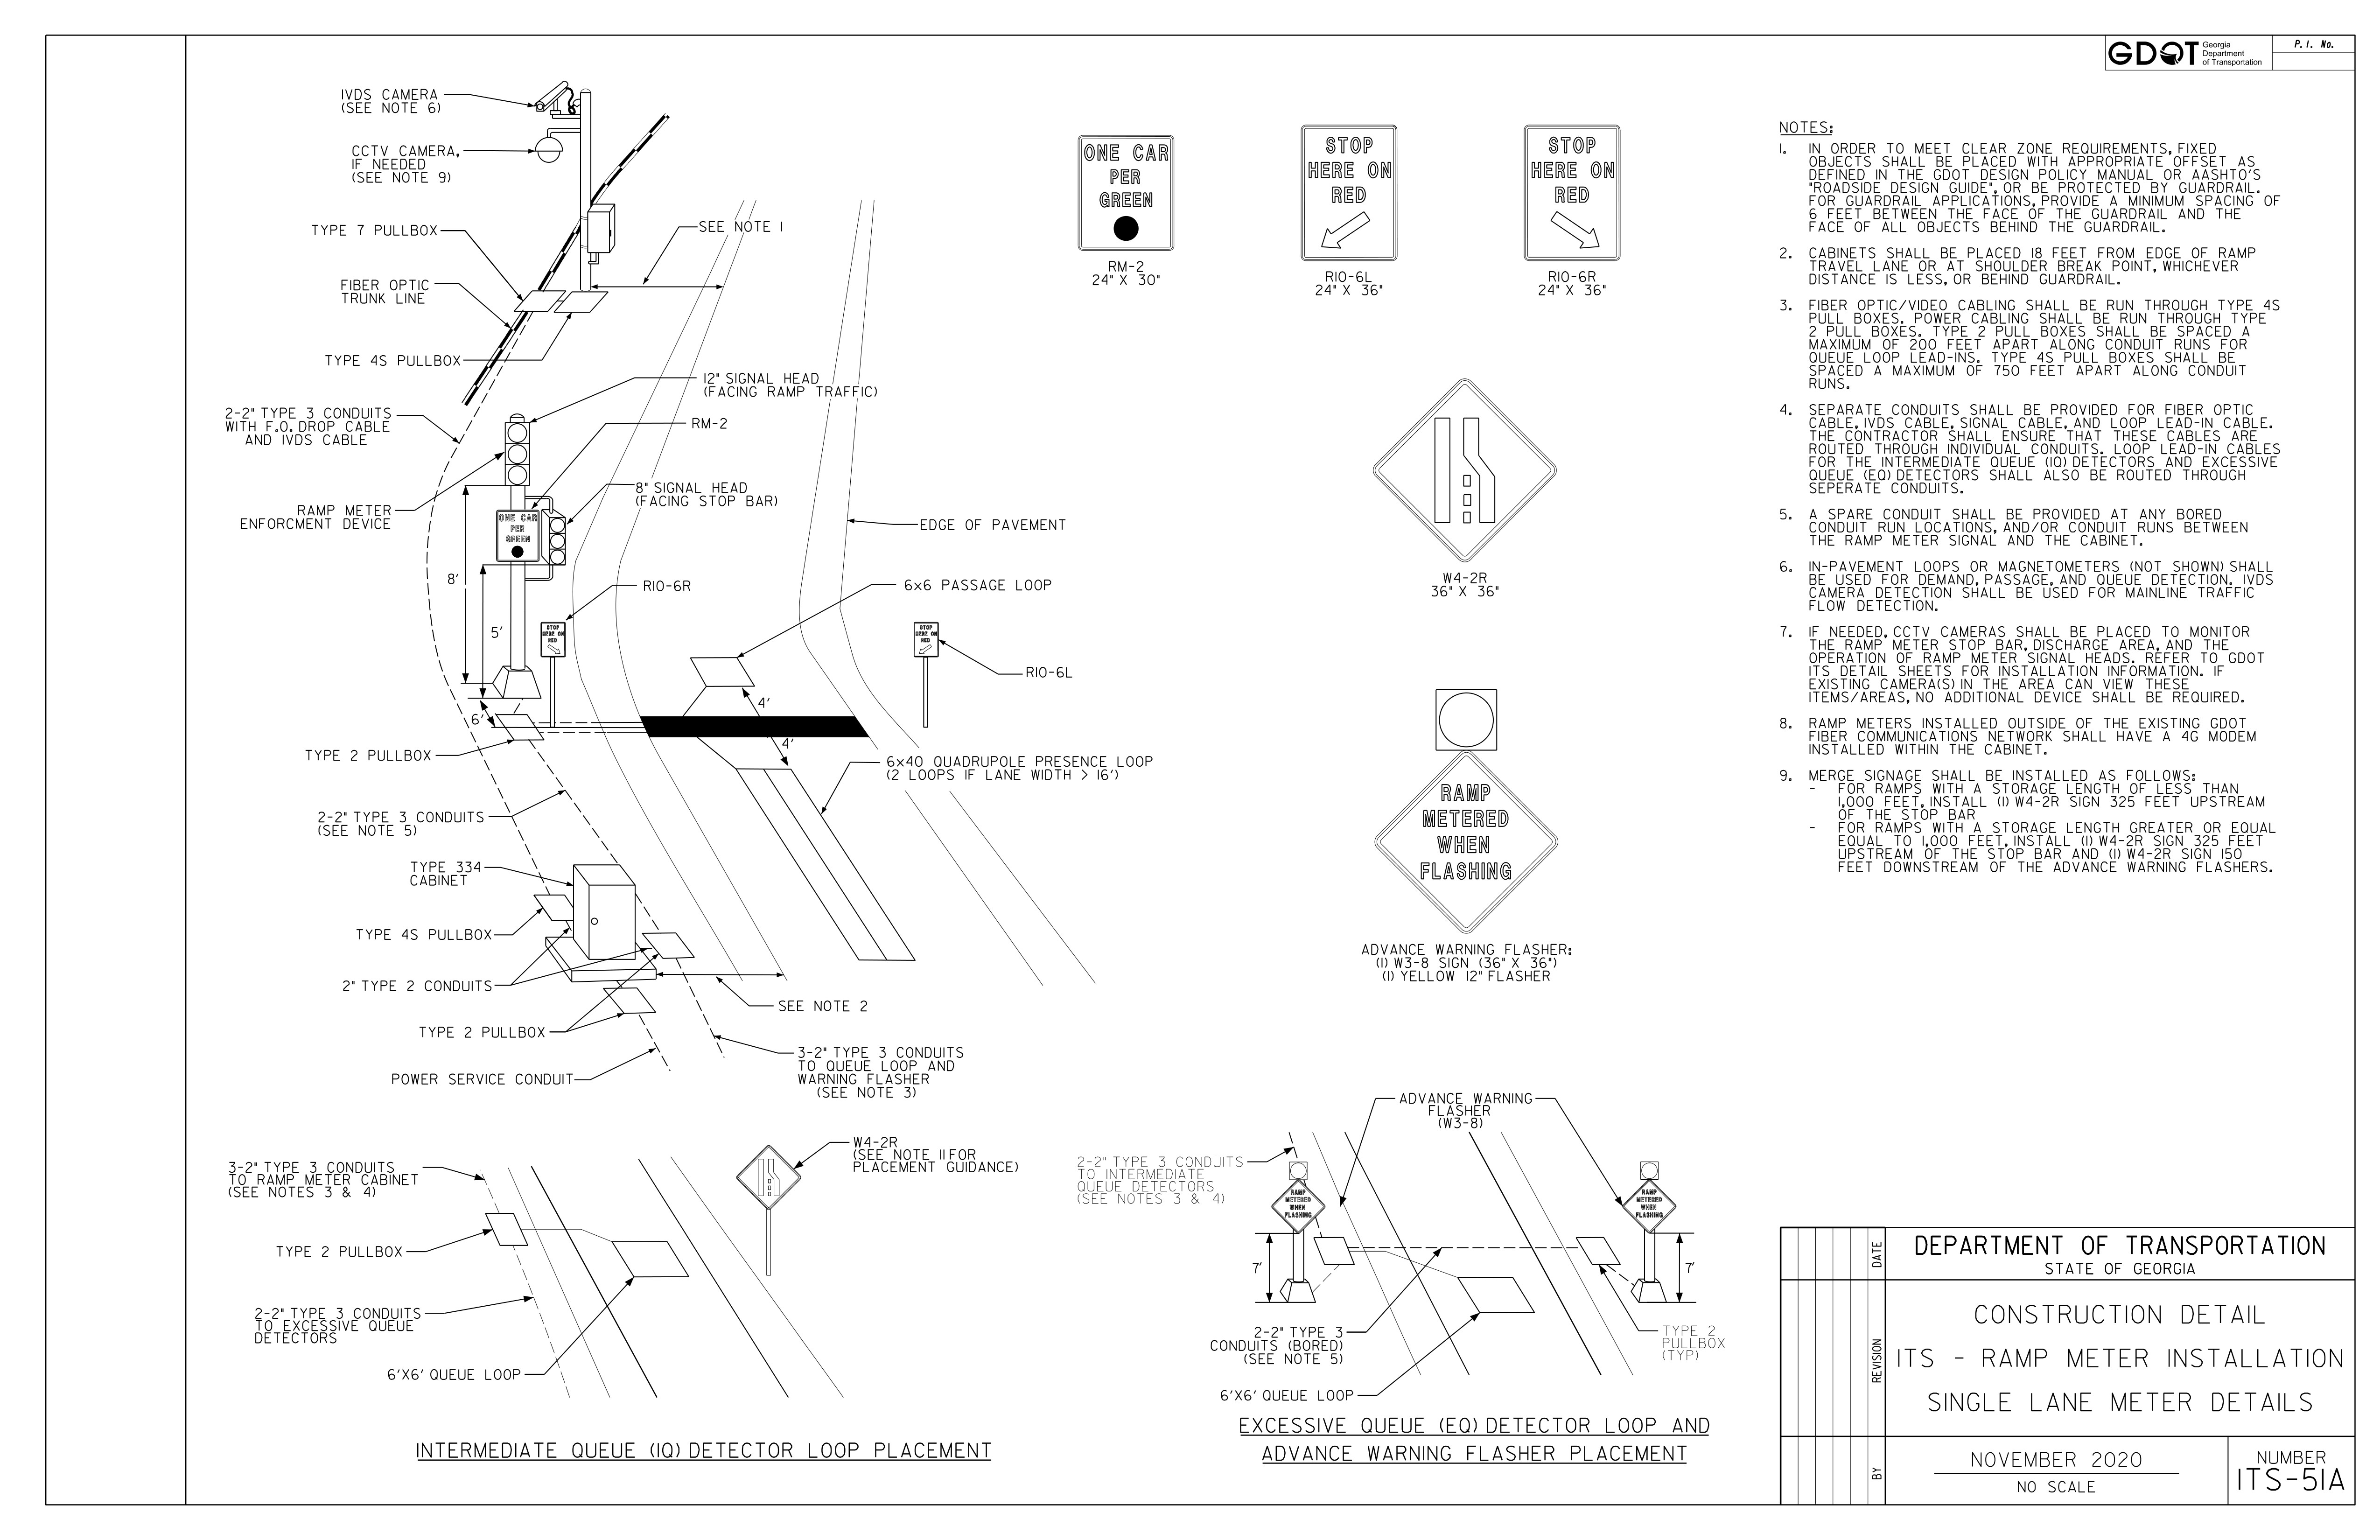 GDOT
Georgia
Department
of Transportation
P.I. No.
IVDS CAMERA
(SEE NOTE 6)
CCTV CAMERA,
IF NEEDED
(SEE NOTE 9)
TYPE 7 PULLBOX
FIBER OPTIC
TRUNK LINE
TYPE 4S PULLBOX
SEE NOTE 1
2-2" TYPE 3 CONDUITS
WITH F.O. DROP CABLE
AND IVDS CABLE
12" SIGNAL HEAD
(FACING RAMP TRAFFIC)
RM-2
8" SIGNAL HEAD
(FACING STOP BAR)
RAMP METER
ENFORCMENT DEVICE
ONE CAR
PER
GREEN
8'
5'
6'
EDGE OF PAVEMENT
R10-6R
STOP
HERE ON
RED
6x6 PASSAGE LOOP
STOP
HERE ON
RED
R10-6L
4'
4'
TYPE 2 PULLBOX
6x40 QUADRUPOLE PRESENCE LOOP
(2 LOOPS IF LANE WIDTH > 16')
2-2" TYPE 3 CONDUITS
(SEE NOTE 5)
TYPE 334
CABINET
TYPE 4S PULLBOX
2" TYPE 2 CONDUITS
SEE NOTE 2
TYPE 2 PULLBOX
POWER SERVICE CONDUIT
3-2" TYPE 3 CONDUITS
TO QUEUE LOOP AND
WARNING FLASHER
(SEE NOTE 3)
ONE CAR
PER
GREEN
RM-2
24" X 30"
STOP
HERE ON
RED
R10-6L
24" X 36"
STOP
HERE ON
RED
R10-6R
24" X 36"
W4-2R
36" X 36"
RAMP
METERED
WHEN
FLASHING
ADVANCE WARNING FLASHER:
(1) W3-8 SIGN (36" X 36")
(1) YELLOW 12" FLASHER
NOTES:
1. IN ORDER TO MEET CLEAR ZONE REQUIREMENTS, FIXED
OBJECTS SHALL BE PLACED WITH APPROPRIATE OFFSET AS
DEFINED IN THE GDOT DESIGN POLICY MANUAL OR AASHTO'S
"ROADSIDE DESIGN GUIDE", OR BE PROTECTED BY GUARDRAIL.
FOR GUARDRAIL APPLICATIONS, PROVIDE A MINIMUM SPACING OF
6 FEET BETWEEN THE FACE OF THE GUARDRAIL AND THE
FACE OF ALL OBJECTS BEHIND THE GUARDRAIL.
2. CABINETS SHALL BE PLACED 18 FEET FROM EDGE OF RAMP
TRAVEL LANE OR AT SHOULDER BREAK POINT, WHICHEVER
DISTANCE IS LESS, OR BEHIND GUARDRAIL.
3. FIBER OPTIC/VIDEO CABLING SHALL BE RUN THROUGH TYPE 4S
PULL BOXES. POWER CABLING SHALL BE RUN THROUGH TYPE
2 PULL BOXES. TYPE 2 PULL BOXES SHALL BE SPACED A
MAXIMUM OF 200 FEET APART ALONG CONDUIT RUNS FOR
QUEUE LOOP LEAD-INS. TYPE 4S PULL BOXES SHALL BE
SPACED A MAXIMUM OF 750 FEET APART ALONG CONDUIT
RUNS.
4. SEPARATE CONDUITS SHALL BE PROVIDED FOR FIBER OPTIC
CABLE, IVDS CABLE, SIGNAL CABLE, AND LOOP LEAD-IN CABLE.
THE CONTRACTOR SHALL ENSURE THAT THESE CABLES ARE
ROUTED THROUGH INDIVIDUAL CONDUITS. LOOP LEAD-IN CABLES
FOR THE INTERMEDIATE QUEUE (IQ) DETECTORS AND EXCESSIVE
QUEUE (EQ) DETECTORS SHALL ALSO BE ROUTED THROUGH
SEPERATE CONDUITS.
5. A SPARE CONDUIT SHALL BE PROVIDED AT ANY BORED
CONDUIT RUN LOCATIONS, AND/OR CONDUIT RUNS BETWEEN
THE RAMP METER SIGNAL AND THE CABINET.
6. IN-PAVEMENT LOOPS OR MAGNETOMETERS (NOT SHOWN) SHALL
BE USED FOR DEMAND, PASSAGE, AND QUEUE DETECTION. IVDS
CAMERA DETECTION SHALL BE USED FOR MAINLINE TRAFFIC
FLOW DETECTION.
7. IF NEEDED, CCTV CAMERAS SHALL BE PLACED TO MONITOR
THE RAMP METER STOP BAR, DISCHARGE AREA, AND THE
OPERATION OF RAMP METER SIGNAL HEADS. REFER TO GDOT
ITS DETAIL SHEETS FOR INSTALLATION INFORMATION. IF
EXISTING CAMERA(S) IN THE AREA CAN VIEW THESE
ITEMS/AREAS, NO ADDITIONAL DEVICE SHALL BE REQUIRED.
8. RAMP METERS INSTALLED OUTSIDE OF THE EXISTING GDOT
FIBER COMMUNICATIONS NETWORK SHALL HAVE A 4G MODEM
INSTALLED WITHIN THE CABINET.
9. MERGE SIGNAGE SHALL BE INSTALLED AS FOLLOWS:
- FOR RAMPS WITH A STORAGE LENGTH OF LESS THAN
1,000 FEET, INSTALL (1) W4-2R SIGN 325 FEET UPSTREAM
OF THE STOP BAR
- FOR RAMPS WITH A STORAGE LENGTH GREATER OR EQUAL
EQUAL TO 1,000 FEET, INSTALL (1) W4-2R SIGN 325 FEET
UPSTREAM OF THE STOP BAR AND (1) W4-2R SIGN 150
FEET DOWNSTREAM OF THE ADVANCE WARNING FLASHERS.
3-2" TYPE 3 CONDUITS
TO RAMP METER CABINET
(SEE NOTES 3 & 4)
TYPE 2 PULLBOX
2-2" TYPE 3 CONDUITS
TO EXCESSIVE QUEUE
DETECTORS
6'X6' QUEUE LOOP
W4-2R
(SEE NOTE 11 FOR
PLACEMENT GUIDANCE)
INTERMEDIATE QUEUE (IQ) DETECTOR LOOP PLACEMENT
ADVANCE WARNING
FLASHER
(W3-8)
2-2" TYPE 3 CONDUITS
TO INTERMEDIATE
QUEUE DETECTORS
(SEE NOTES 3 & 4)
RAMP
METERED
WHEN
FLASHING
RAMP
METERED
WHEN
FLASHING
7'
7'
2-2" TYPE 3
CONDUITS (BORED)
(SEE NOTE 5)
TYPE 2
PULLBOX
(TYP)
6'X6' QUEUE LOOP
EXCESSIVE QUEUE (EQ) DETECTOR LOOP AND
ADVANCE WARNING FLASHER PLACEMENT
DATE
REVISION
BY
DEPARTMENT OF TRANSPORTATION
STATE OF GEORGIA
CONSTRUCTION DETAIL
ITS - RAMP METER INSTALLATION
SINGLE LANE METER DETAILS
NOVEMBER 2020
NO SCALE
NUMBER
ITS-51A